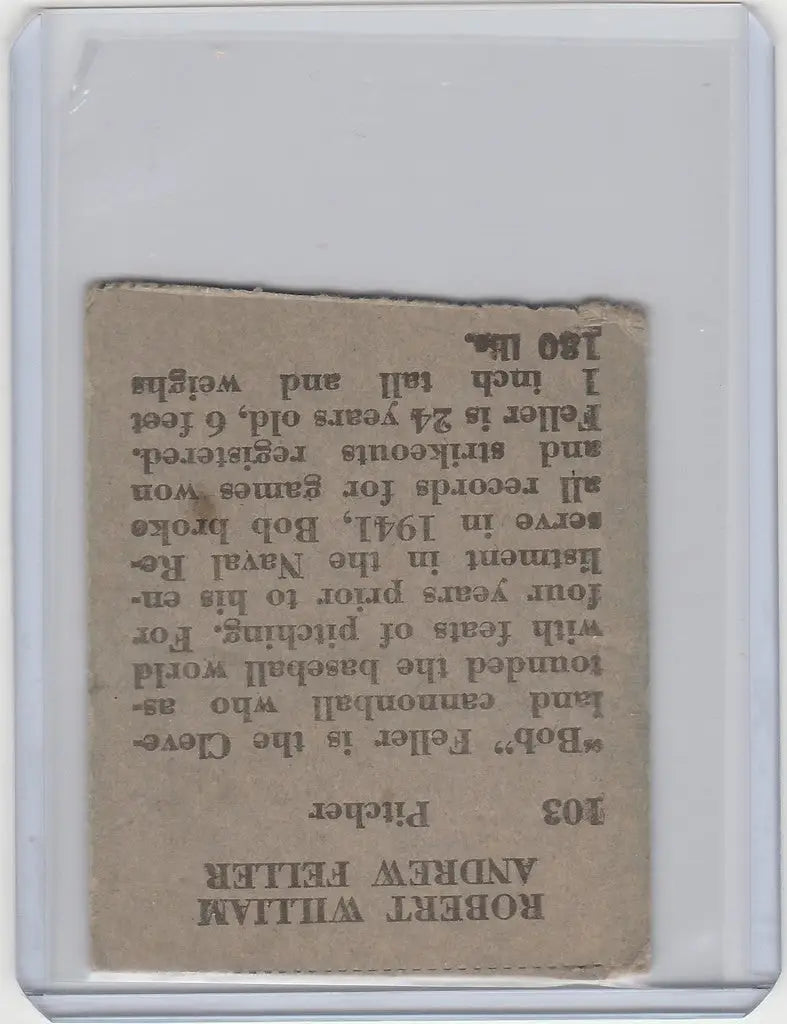 ROBERT WILLIAM
ANDREW FELLER
103 Pitcher
"Bob" Feller is the Cleve-
land cannonball who as-
tounded the baseball world
with feats of pitching. For
four years prior to his en-
listment in the Naval Re-
serve in 1941, Bob broke
all records for games won
and strikeouts registered.
Feller is 24 years old, 6 feet
1 inch tall and weighs
180 lbs.